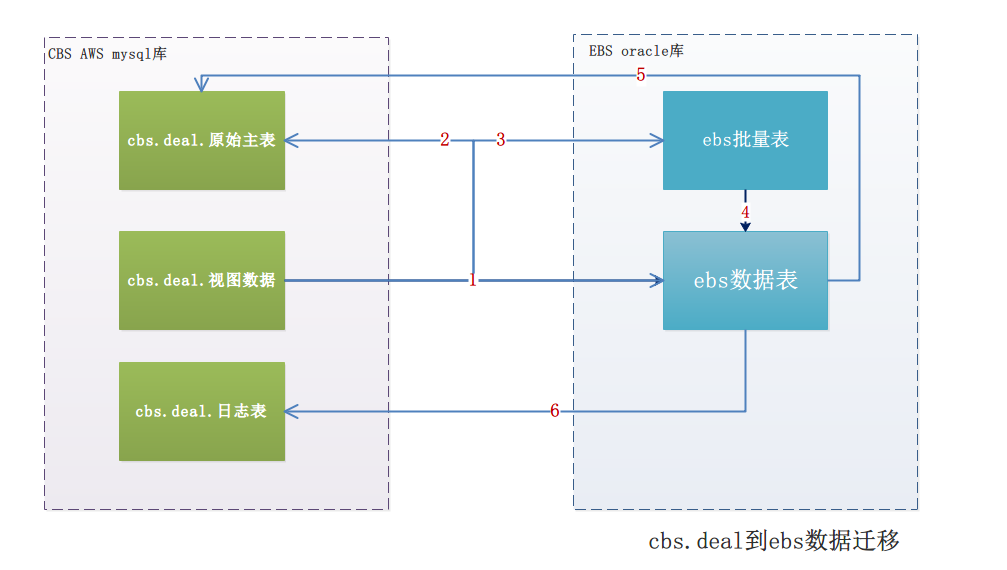 CBS AWS mysql库
EBS oracle库
5
cbs.deal.原始主表
2
3
ebs批量表
4
cbs.deal.视图数据
1
ebs数据表
cbs.deal.日志表
6
cbs.deal到ebs数据迁移